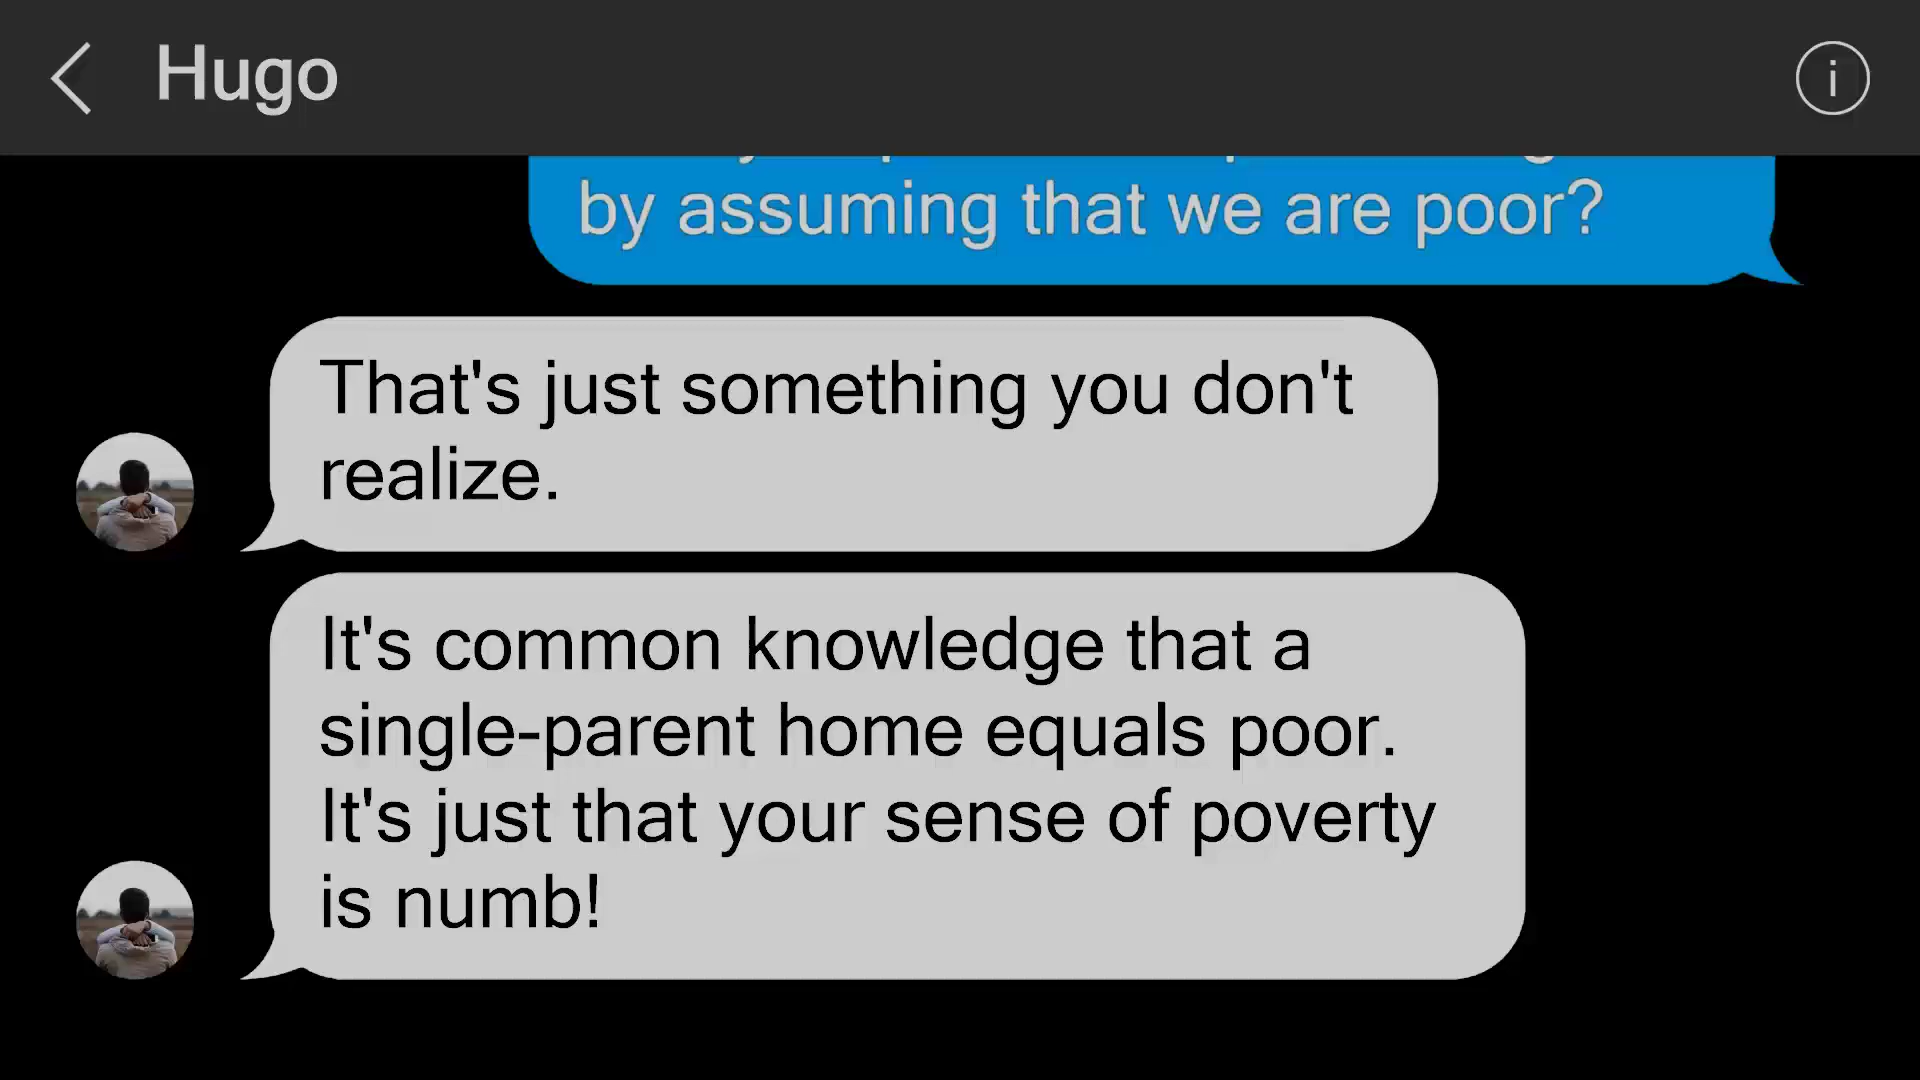 Hugo
by assuming that we are poor?
That's just something you don't
realize.
It's common knowledge that a
single-parent home equals poor.
It's just that your sense of poverty
is numb!